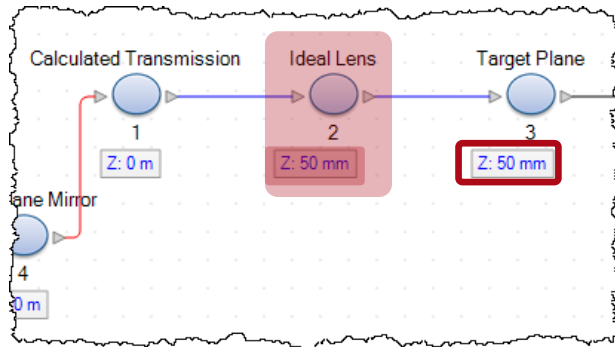 Calculated Transmission
Ideal Lens
Target Plane
1
2
3
Z: 0 m
Z: 50 mm
Z: 50 mm
ane Mirror
4
0 m